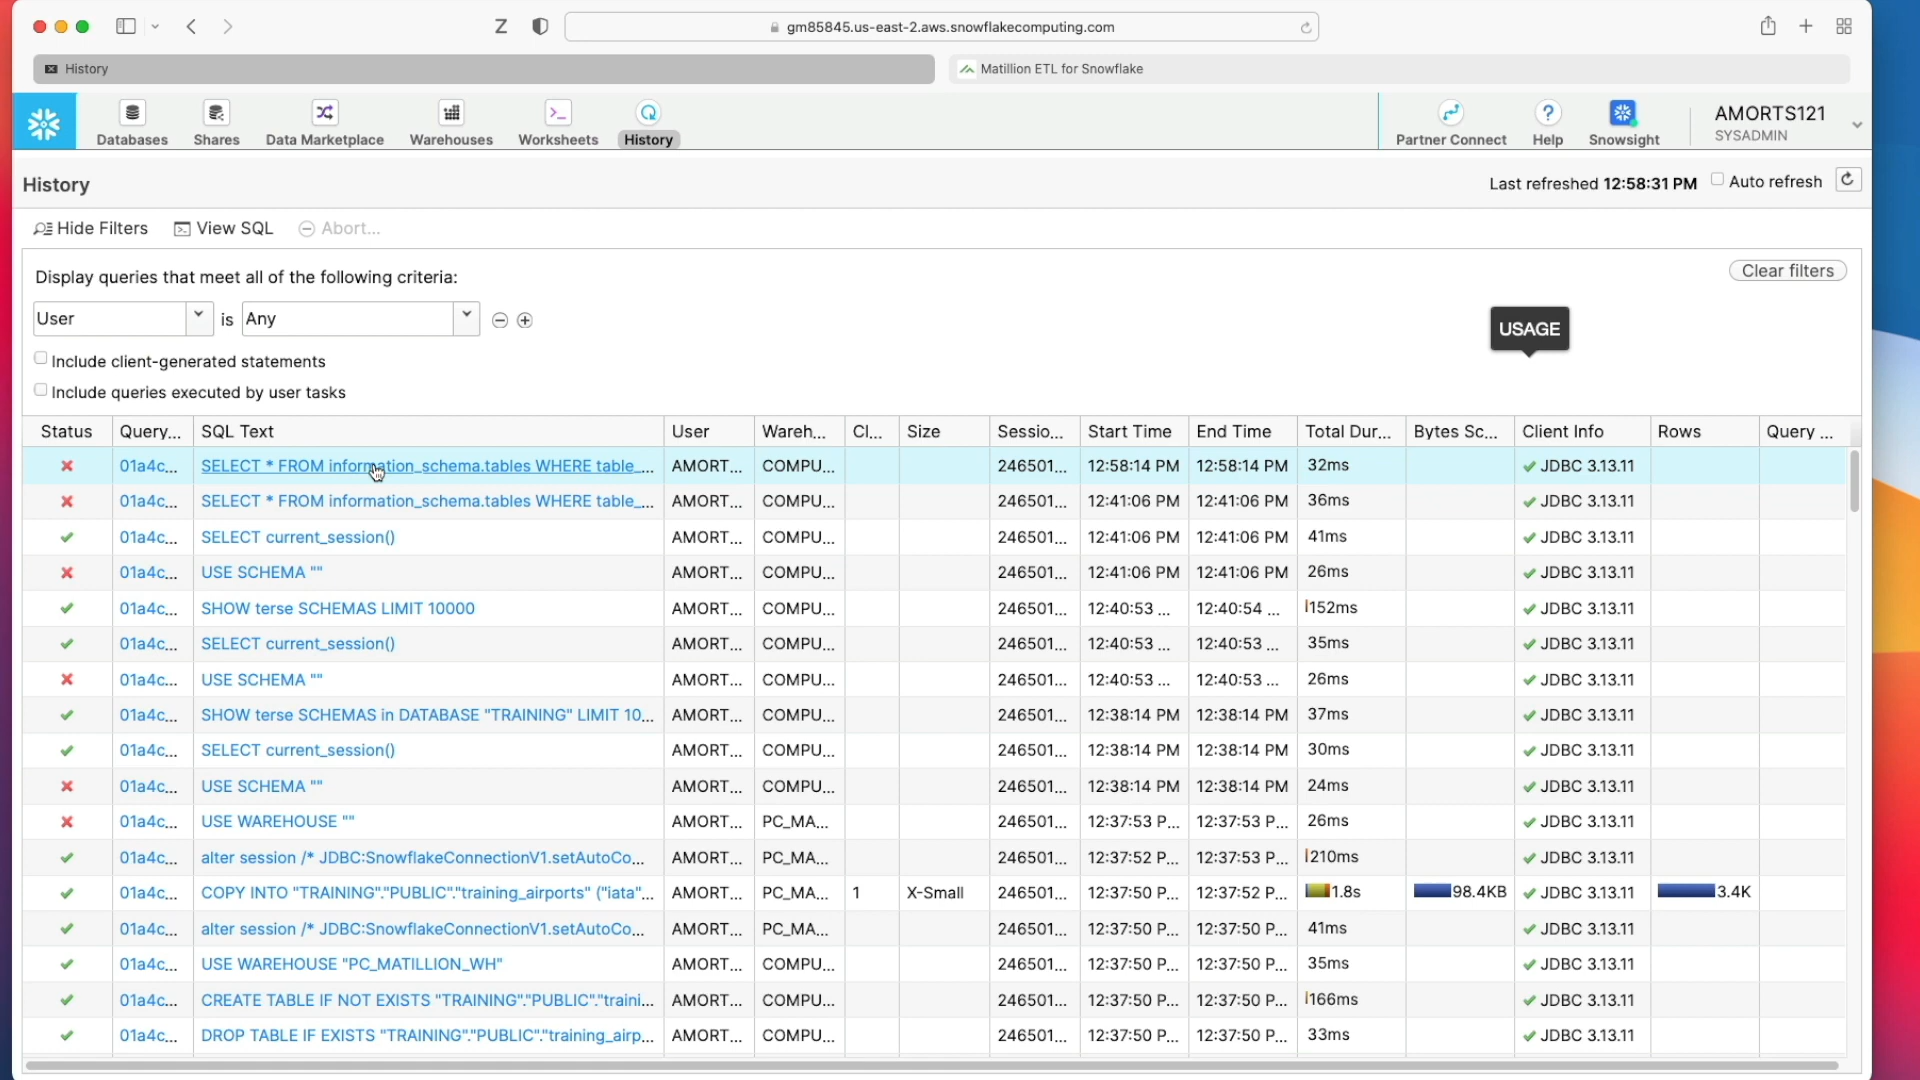 gm85845.us-east-2.aws.snowflakecomputing.com
History
Matillion ETL for Snowflake
Databases Shares Data Marketplace Warehouses Worksheets History Partner Connect Help Snowsight AMORTS121
SYSADMIN
History
Last refreshed 12:58:31 PM Auto refresh
Hide Filters View SQL Abort...
Display queries that meet all of the following criteria:
Clear filters
User is Any
USAGE
Include client-generated statements
Include queries executed by user tasks
Status Query... SQL Text User Wareh... Cl... Size Sessio... Start Time End Time Total Dur... Bytes Sc... Client Info Rows Query ...
01a4c... SELECT * FROM information_schema.tables WHERE table_... AMORT... COMPU... 246501... 12:58:14 PM 12:58:14 PM 32ms JDBC 3.13.11
01a4c... SELECT * FROM information_schema.tables WHERE table_... AMORT... COMPU... 246501... 12:41:06 PM 12:41:06 PM 36ms JDBC 3.13.11
01a4c... SELECT current_session() AMORT... COMPU... 246501... 12:41:06 PM 12:41:06 PM 41ms JDBC 3.13.11
01a4c... USE SCHEMA "" AMORT... COMPU... 246501... 12:41:06 PM 12:41:06 PM 26ms JDBC 3.13.11
01a4c... SHOW terse SCHEMAS LIMIT 10000 AMORT... COMPU... 246501... 12:40:53 ... 12:40:54 ... 152ms JDBC 3.13.11
01a4c... SELECT current_session() AMORT... COMPU... 246501... 12:40:53 ... 12:40:53 ... 35ms JDBC 3.13.11
01a4c... USE SCHEMA "" AMORT... COMPU... 246501... 12:40:53 ... 12:40:53 ... 26ms JDBC 3.13.11
01a4c... SHOW terse SCHEMAS in DATABASE "TRAINING" LIMIT 10... AMORT... COMPU... 246501... 12:38:14 PM 12:38:14 PM 37ms JDBC 3.13.11
01a4c... SELECT current_session() AMORT... COMPU... 246501... 12:38:14 PM 12:38:14 PM 30ms JDBC 3.13.11
01a4c... USE SCHEMA "" AMORT... COMPU... 246501... 12:38:14 PM 12:38:14 PM 24ms JDBC 3.13.11
01a4c... USE WAREHOUSE "" AMORT... PC_MA... 246501... 12:37:53 P... 12:37:53 P... 26ms JDBC 3.13.11
01a4c... alter session /* JDBC:SnowflakeConnectionV1.setAutoCo... AMORT... PC_MA... 246501... 12:37:52 P... 12:37:53 P... 210ms JDBC 3.13.11
01a4c... COPY INTO "TRAINING"."PUBLIC"."training_airports" ("iata"... AMORT... PC_MA... 1 X-Small 246501... 12:37:50 P... 12:37:52 P... 1.8s 98.4KB JDBC 3.13.11 3.4K
01a4c... alter session /* JDBC:SnowflakeConnectionV1.setAutoCo... AMORT... PC_MA... 246501... 12:37:50 P... 12:37:50 P... 41ms JDBC 3.13.11
01a4c... USE WAREHOUSE "PC_MATILLION_WH" AMORT... COMPU... 246501... 12:37:50 P... 12:37:50 P... 35ms JDBC 3.13.11
01a4c... CREATE TABLE IF NOT EXISTS "TRAINING"."PUBLIC"."traini... AMORT... COMPU... 246501... 12:37:50 P... 12:37:50 P... 166ms JDBC 3.13.11
01a4c... DROP TABLE IF EXISTS "TRAINING"."PUBLIC"."training_airp... AMORT... COMPU... 246501... 12:37:50 P... 12:37:50 P... 33ms JDBC 3.13.11